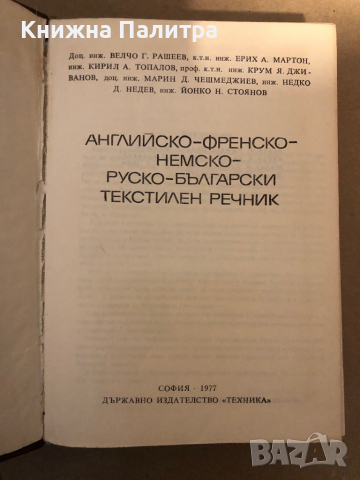 Книжна Палитра
Доц. инж. ВЕЛЧО Г. РАШЕЕВ, к.т.н. инж. ЕРИХ А. МАРТОН,
инж. КИРИЛ А. ТОПАЛОВ, проф. к.т.н. инж. КРУМ Я. ДЖИ-
ВАНОВ, доц. инж. МАРИН Д. ЧЕШМЕДЖИЕВ, инж. НЕДКО
Д. НЕДЕВ, инж. ЙОНКО Н. СТОЯНОВ
АНГЛИЙСКО-ФРЕНСКО-
НЕМСКО-
РУСКО-БЪЛГАРСКИ
ТЕКСТИЛЕН РЕЧНИК
СОФИЯ · 1977
ДЪРЖАВНО ИЗДАТЕЛСТВО «ТЕХНИКА»
BAZAR